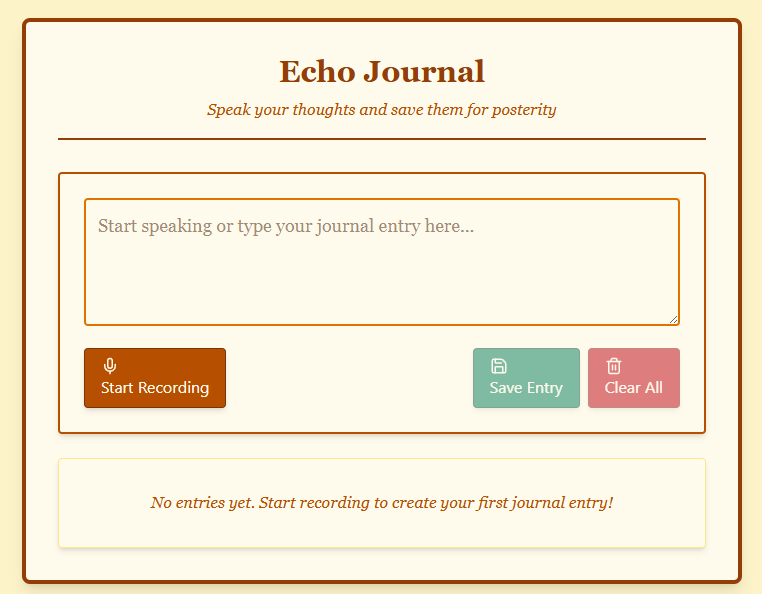 Echo Journal
Speak your thoughts and save them for posterity
Start speaking or type your journal entry here...
Start Recording
Save Entry
Clear All
No entries yet. Start recording to create your first journal entry!